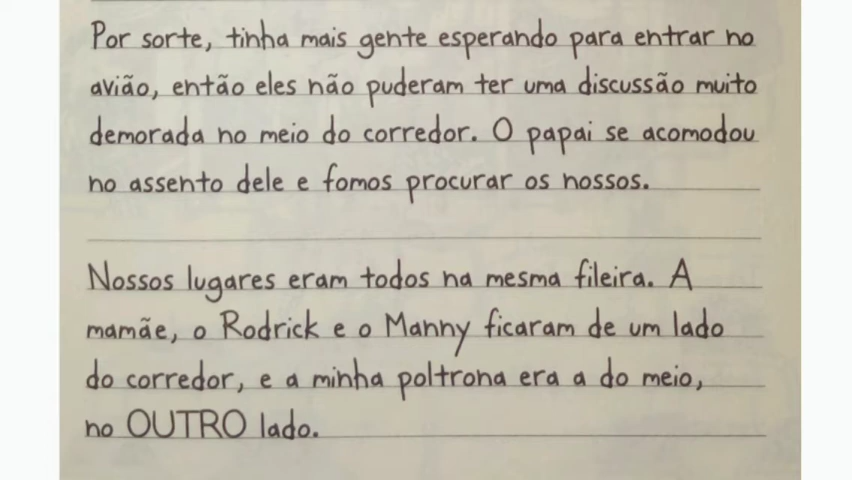 Por sorte, tinha mais gente esperando para entrar no
avião, então eles não puderam ter uma discussão muito
demorada no meio do corredor. O papai se acomodou
no assento dele e fomos procurar os nossos.
Nossos lugares eram todos na mesma fileira. A
mamãe, o Rodrick e o Manny ficaram de um lado
do corredor, e a minha poltrona era a do meio,
no OUTRO lado.